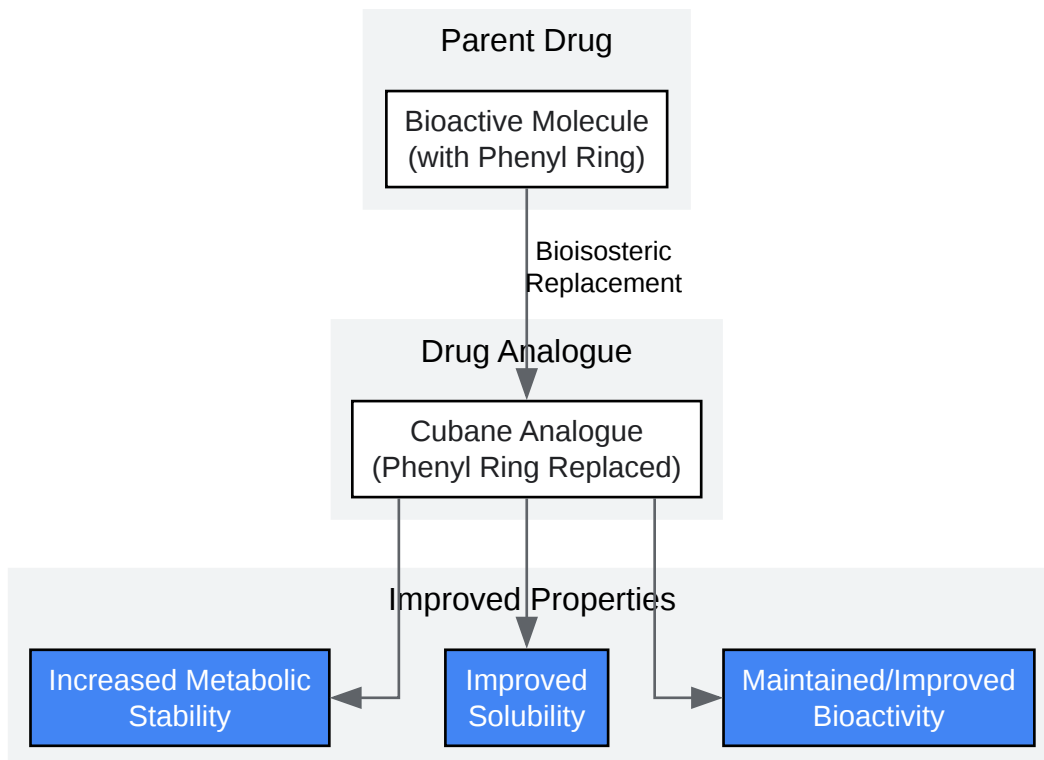 Parent Drug
Bioactive Molecule
(with Phenyl Ring)
Bioisosteric
Replacement
Drug Analogue
Cubane Analogue
(Phenyl Ring Replaced)
Improved Properties
Increased Metabolic
Stability
Improved
Solubility
Maintained/Improved
Bioactivity